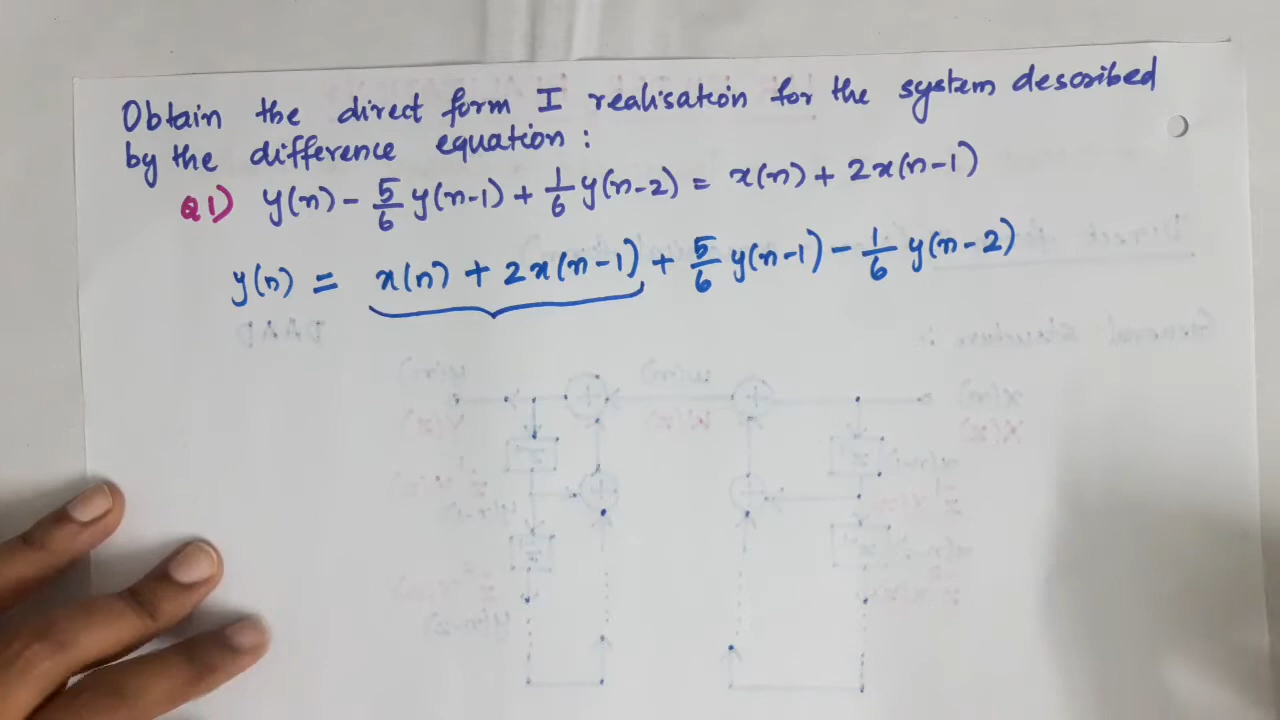 Obtain the direct form I realisation for the system described
by the difference equation :
Q1) y(n) - 5/6 y(n-1) + 1/6 y(n-2) = x(n) + 2x(n-1)
y(n) = x(n) + 2x(n-1) + 5/6 y(n-1) - 1/6 y(n-2)